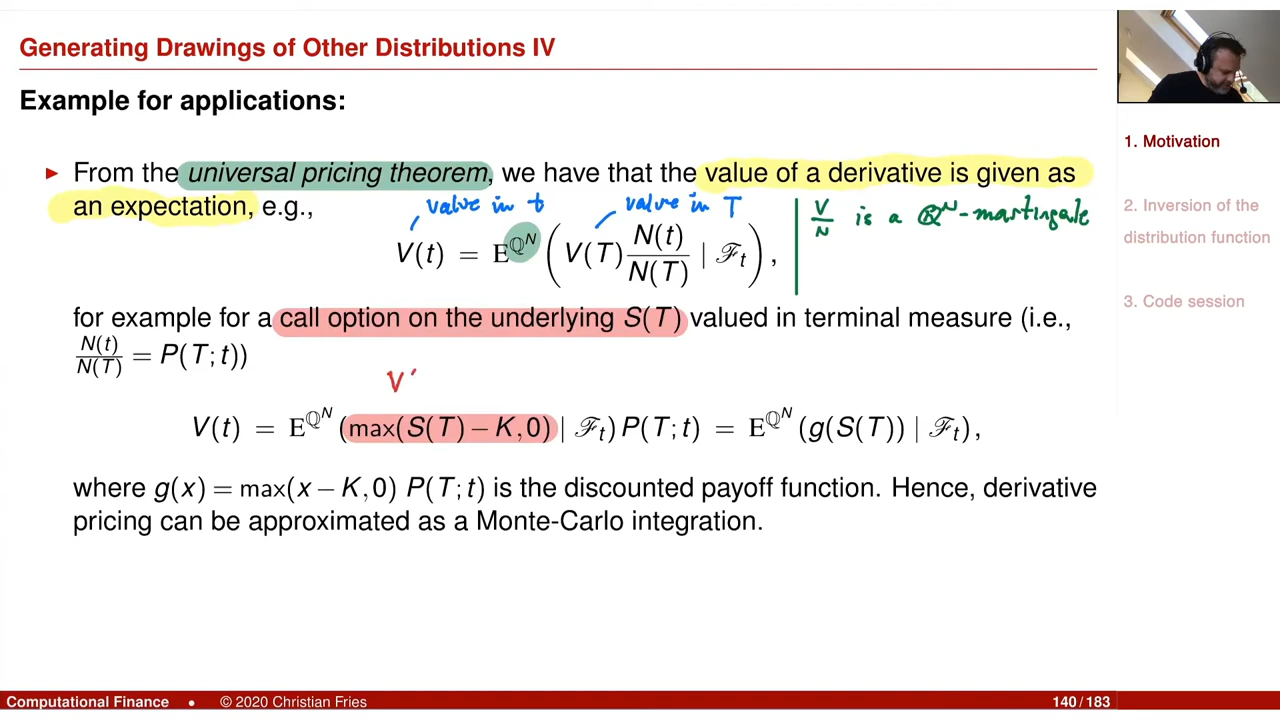 Generating Drawings of Other Distributions IV
Example for applications:
► From the universal pricing theorem, we have that the value of a derivative is given as
an expectation, e.g.,
value in t
value in T
V/N is a ℚ^N-martingale
V(t) = E^{ℚ^N} ( V(T) N(t)/N(T) | ℱ_t ) ,
for example for a call option on the underlying S(T) valued in terminal measure (i.e.,
N(t)/N(T) = P(T;t))
V'
V(t) = E^{ℚ^N} (max(S(T) − K,0) | ℱ_t) P(T;t) = E^{ℚ^N} (g(S(T)) | ℱ_t),
where g(x) = max(x − K,0) P(T;t) is the discounted payoff function. Hence, derivative
pricing can be approximated as a Monte-Carlo integration.
1. Motivation
2. Inversion of the
distribution function
3. Code session
Computational Finance • © 2020 Christian Fries 140/183